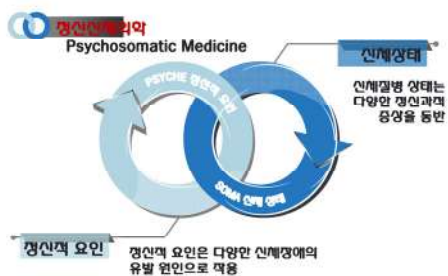 정신신체의학
Psychosomatic Medicine
신체상태
신체질병 상태는
다양한 정신과적
증상을 동반
PSYCHE 정신적 요인
SOMA 신체 상태
정신적 요인
정신적 요인은 다양한 신체장애의
유발 원인으로 작용